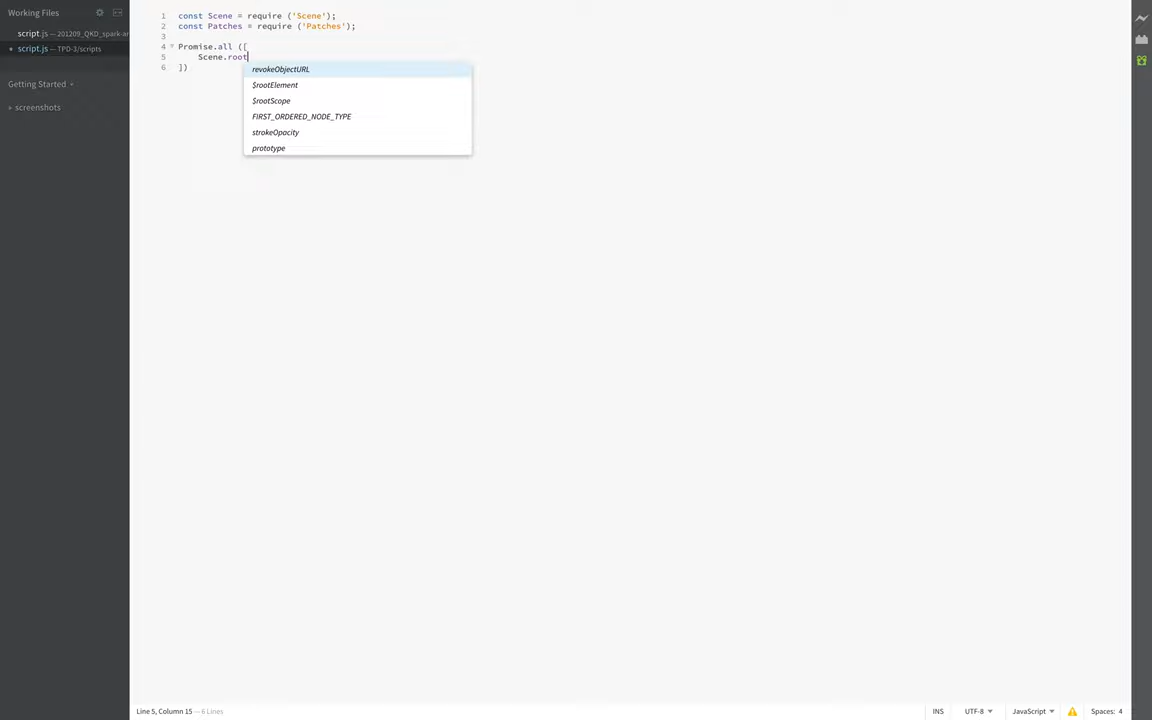 Working Files
script.js — 201209_QKD_spark-ar
• script.js — TPD-3/scripts
Getting Started
screenshots
1 const Scene = require ('Scene');
2 const Patches = require ('Patches');
3
4 Promise.all ([
5 Scene.root
6 ])
revokeObjectURL
$rootElement
$rootScope
FIRST_ORDERED_NODE_TYPE
strokeOpacity
prototype
Line 5, Column 15 — 6 Lines
INS UTF-8 JavaScript Spaces: 4